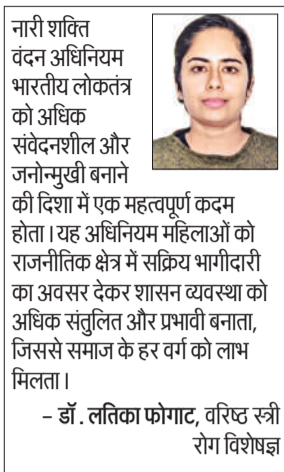 नारी शक्ति
वंदन अधिनियम
भारतीय लोकतंत्र
को अधिक
संवेदनशील और
जनोन्मुखी बनाने
की दिशा में एक महत्वपूर्ण कदम
होता । यह अधिनियम महिलाओं को
राजनीतिक क्षेत्र में सक्रिय भागीदारी
का अवसर देकर शासन व्यवस्था को
अधिक संतुलित और प्रभावी बनाता,
जिससे समाज के हर वर्ग को लाभ
मिलता ।
– डॉ . लतिका फोगाट, वरिष्ठ स्त्री
रोग विशेषज्ञ